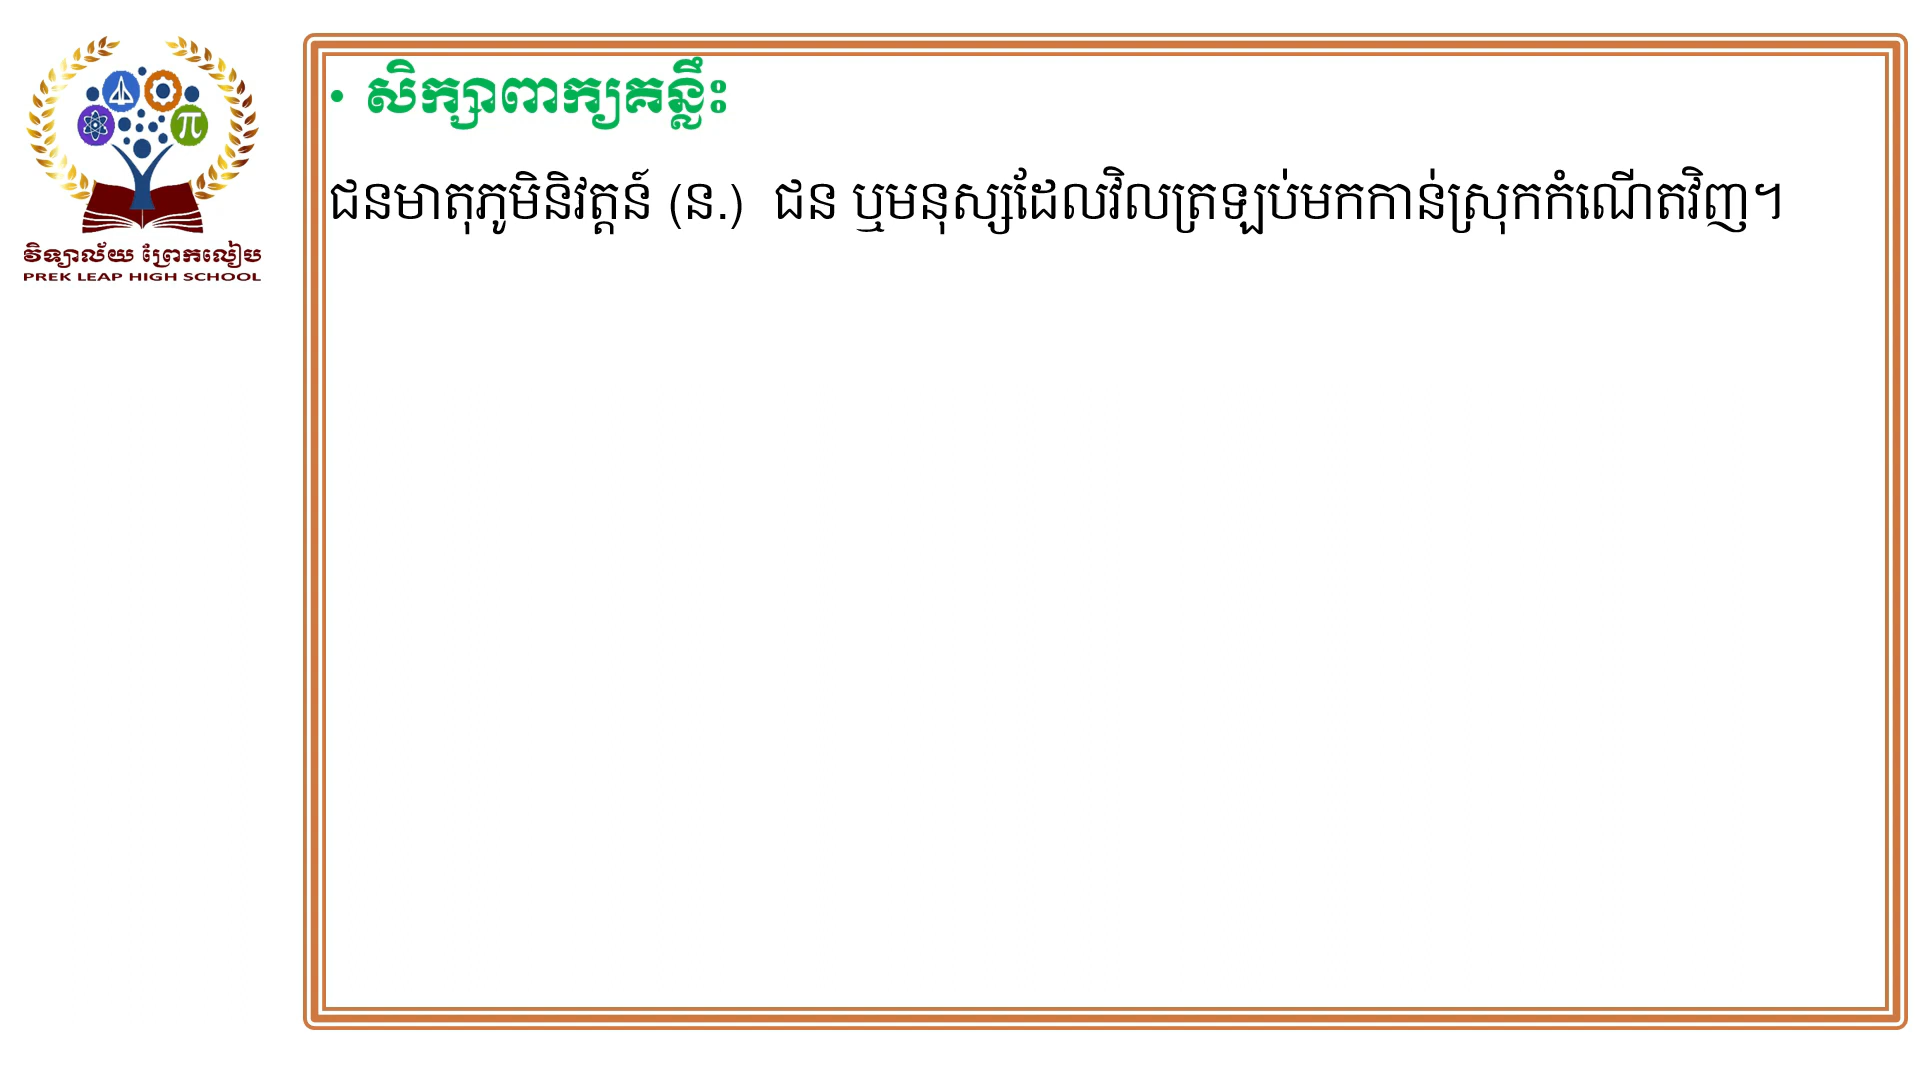 • សិក្សាពាក្យគន្លឹះ
ជនមាតុភូមិនិវត្តន៍ (ន.)  ជន ឬមនុស្សដែលវិលត្រឡប់មកកាន់ស្រុកកំណើតវិញ។
វិទ្យាល័យ ព្រែកលៀប
PREK LEAP HIGH SCHOOL
π